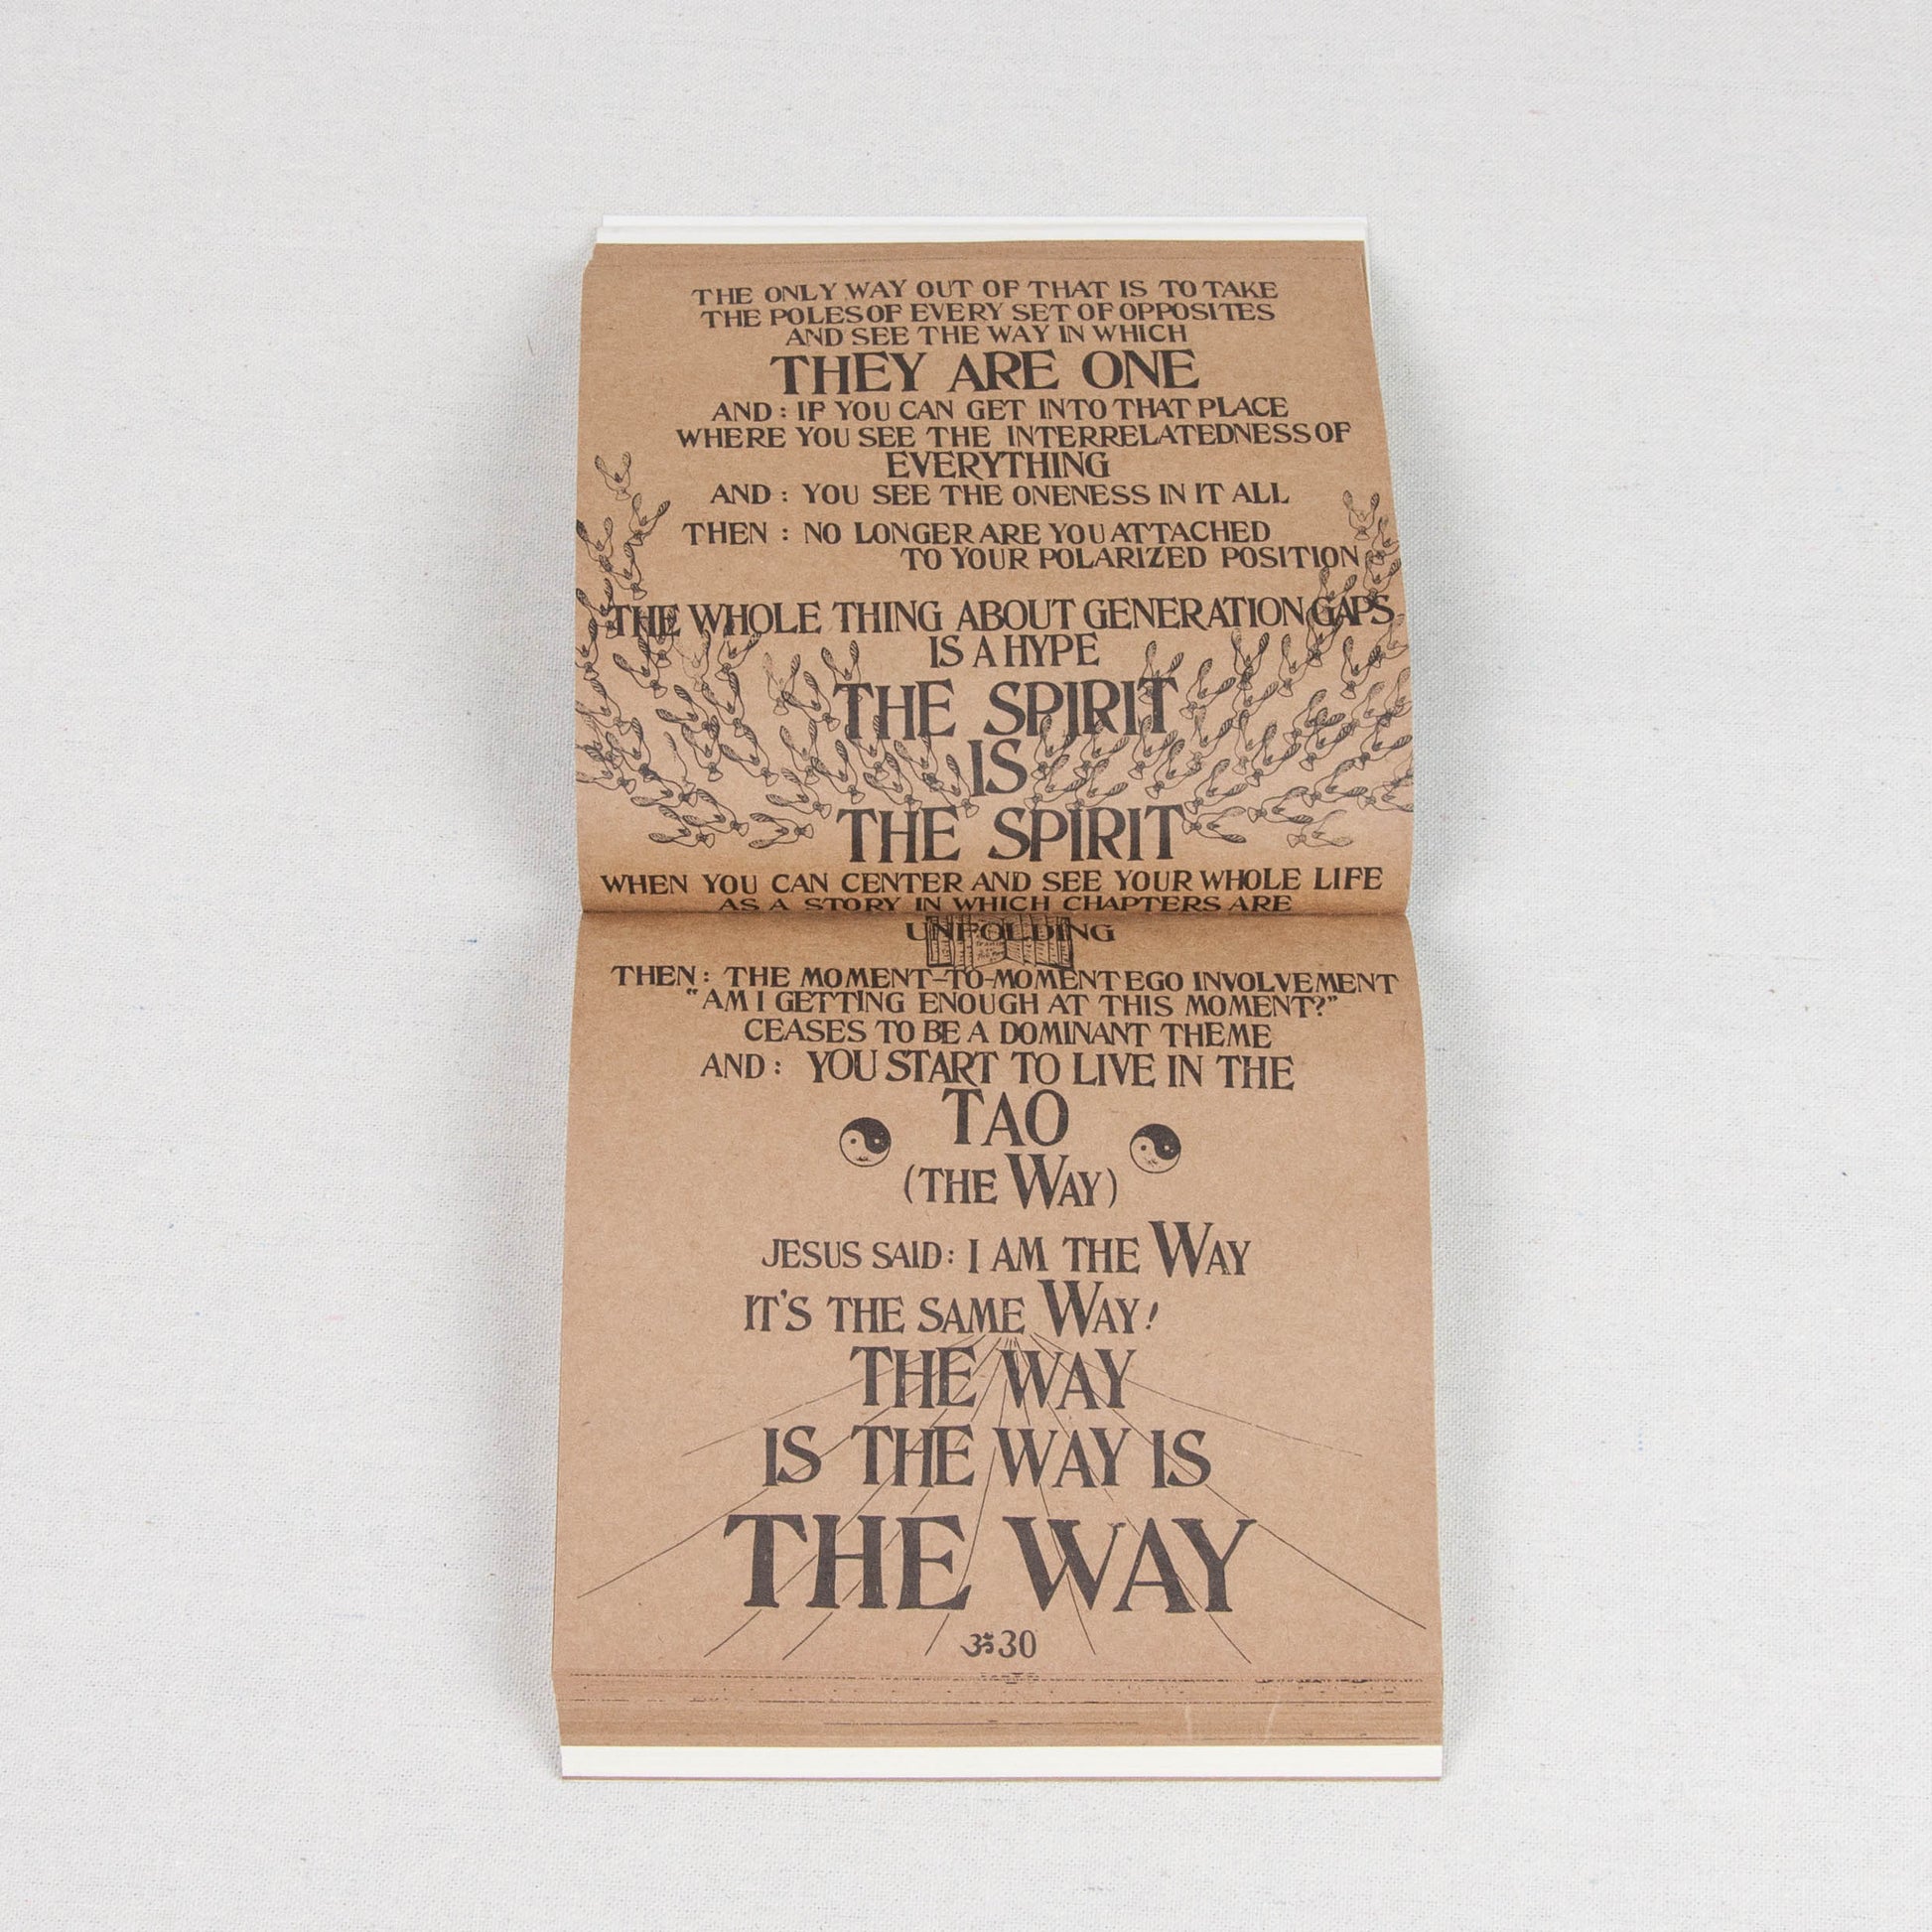 THE ONLY WAY OUT OF THAT IS TO TAKE
THE POLES OF EVERY SET OF OPPOSITES
AND SEE THE WAY IN WHICH
THEY ARE ONE
AND: IF YOU CAN GET INTO THAT PLACE
WHERE YOU SEE THE INTERRELATEDNESS OF
EVERYTHING
AND: YOU SEE THE ONENESS IN IT ALL
THEN: NO LONGER ARE YOU ATTACHED
TO YOUR POLARIZED POSITION
THE WHOLE THING ABOUT GENERATION GAPS
IS A HYPE
THE SPIRIT
IS
THE SPIRIT
WHEN YOU CAN CENTER AND SEE YOUR WHOLE LIFE
AS A STORY IN WHICH CHAPTERS ARE
UNFOLDING
THEN: THE MOMENT-TO-MOMENT EGO INVOLVEMENT
"AM I GETTING ENOUGH AT THIS MOMENT?"
CEASES TO BE A DOMINANT THEME
AND: YOU START TO LIVE IN THE
TAO
(THE WAY)
JESUS SAID: I AM THE WAY
IT'S THE SAME WAY!
THE WAY
IS THE WAY IS
THE WAY
ॐ30